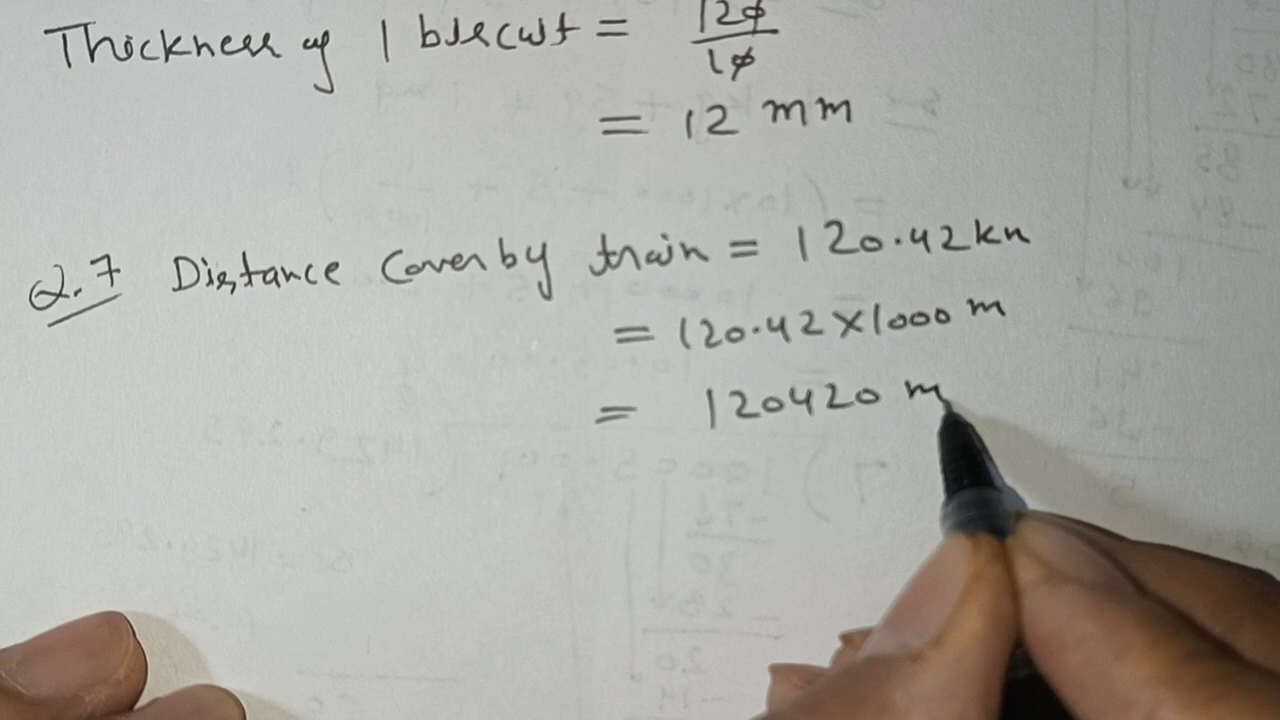 Thickness of 1 biscuit = 120/10
= 12 mm
Q.7 Distance Cover by train = 120.42 km
= 120.42 × 1000 m
= 120420 m